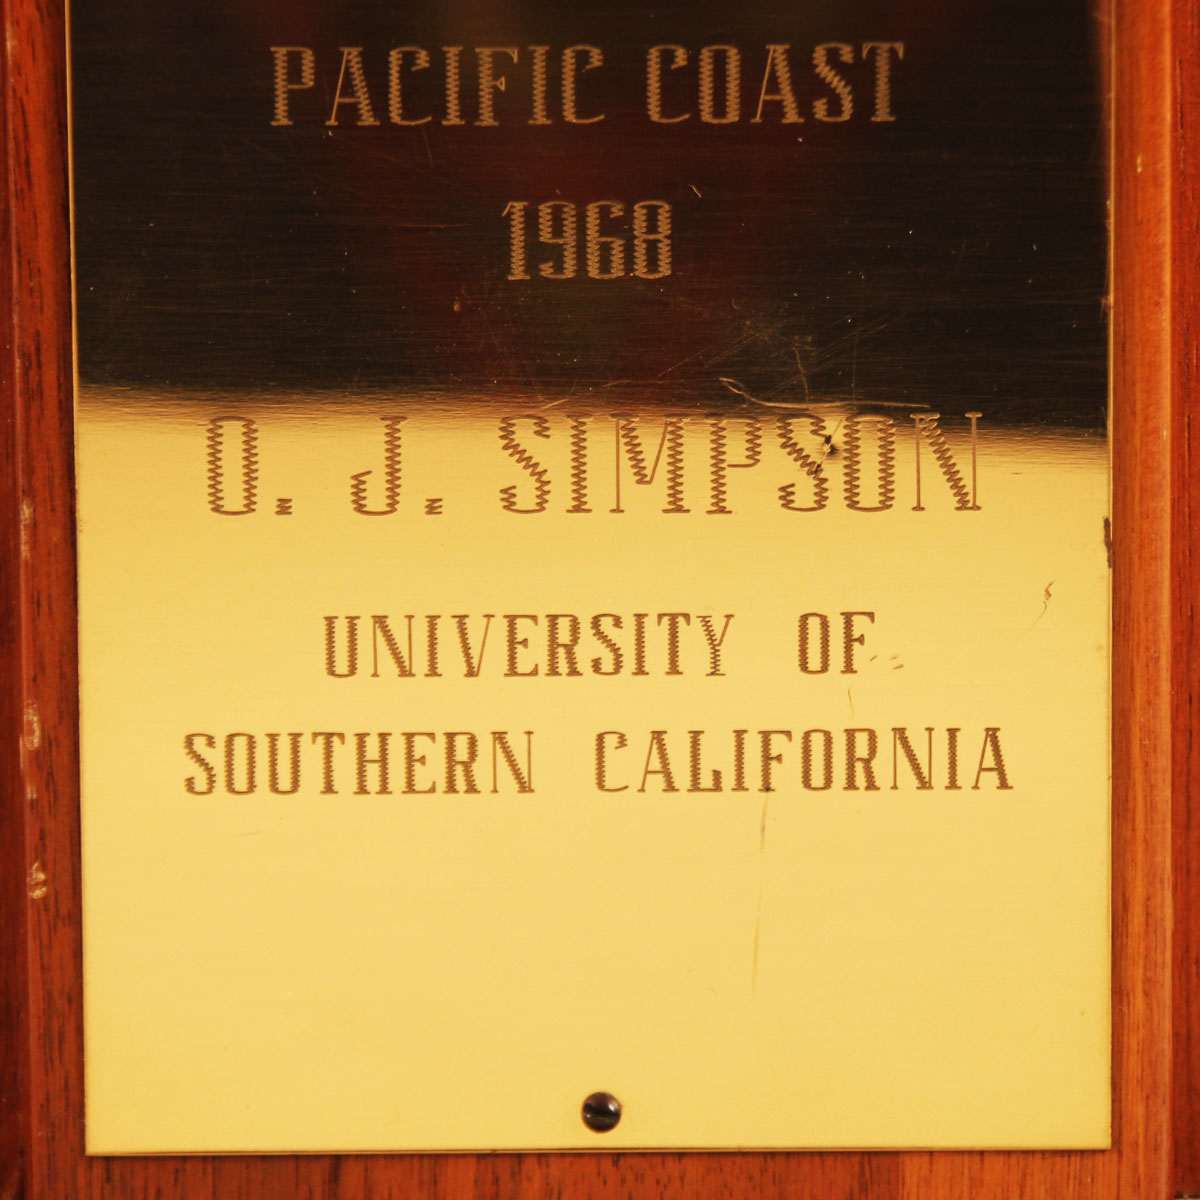 PACIFIC COAST
1968
O. J. SIMPSON
UNIVERSITY OF
SOUTHERN CALIFORNIA